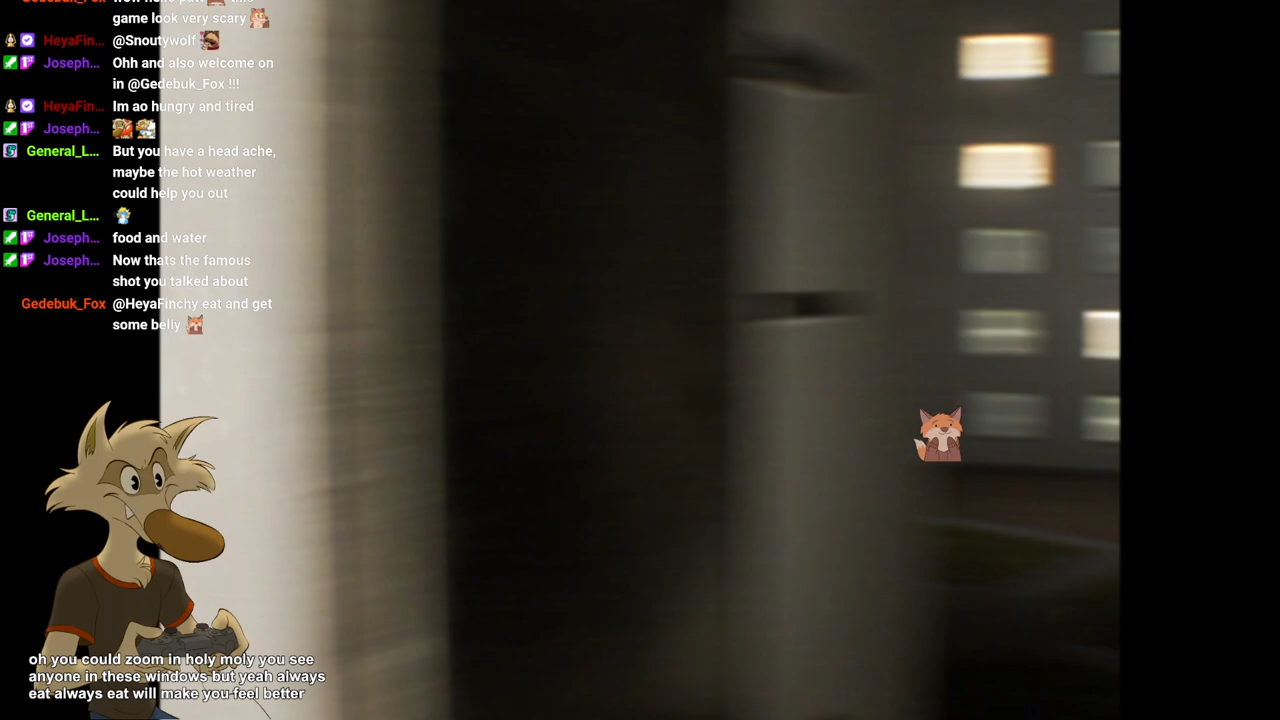 game look very scary
HeyaFin... @Snoutywolf
Joseph... Ohh and also welcome on
in @Gedebuk_Fox !!!
HeyaFin... Im ao hungry and tired
Joseph...
General_L... But you have a head ache,
maybe the hot weather
could help you out
General_L...
Joseph... food and water
Joseph... Now thats the famous
shot you talked about
Gedebuk_Fox @HeyaFinchy eat and get
some belly
oh you could zoom in holy moly you see
anyone in these windows but yeah always
eat always eat will make you feel better